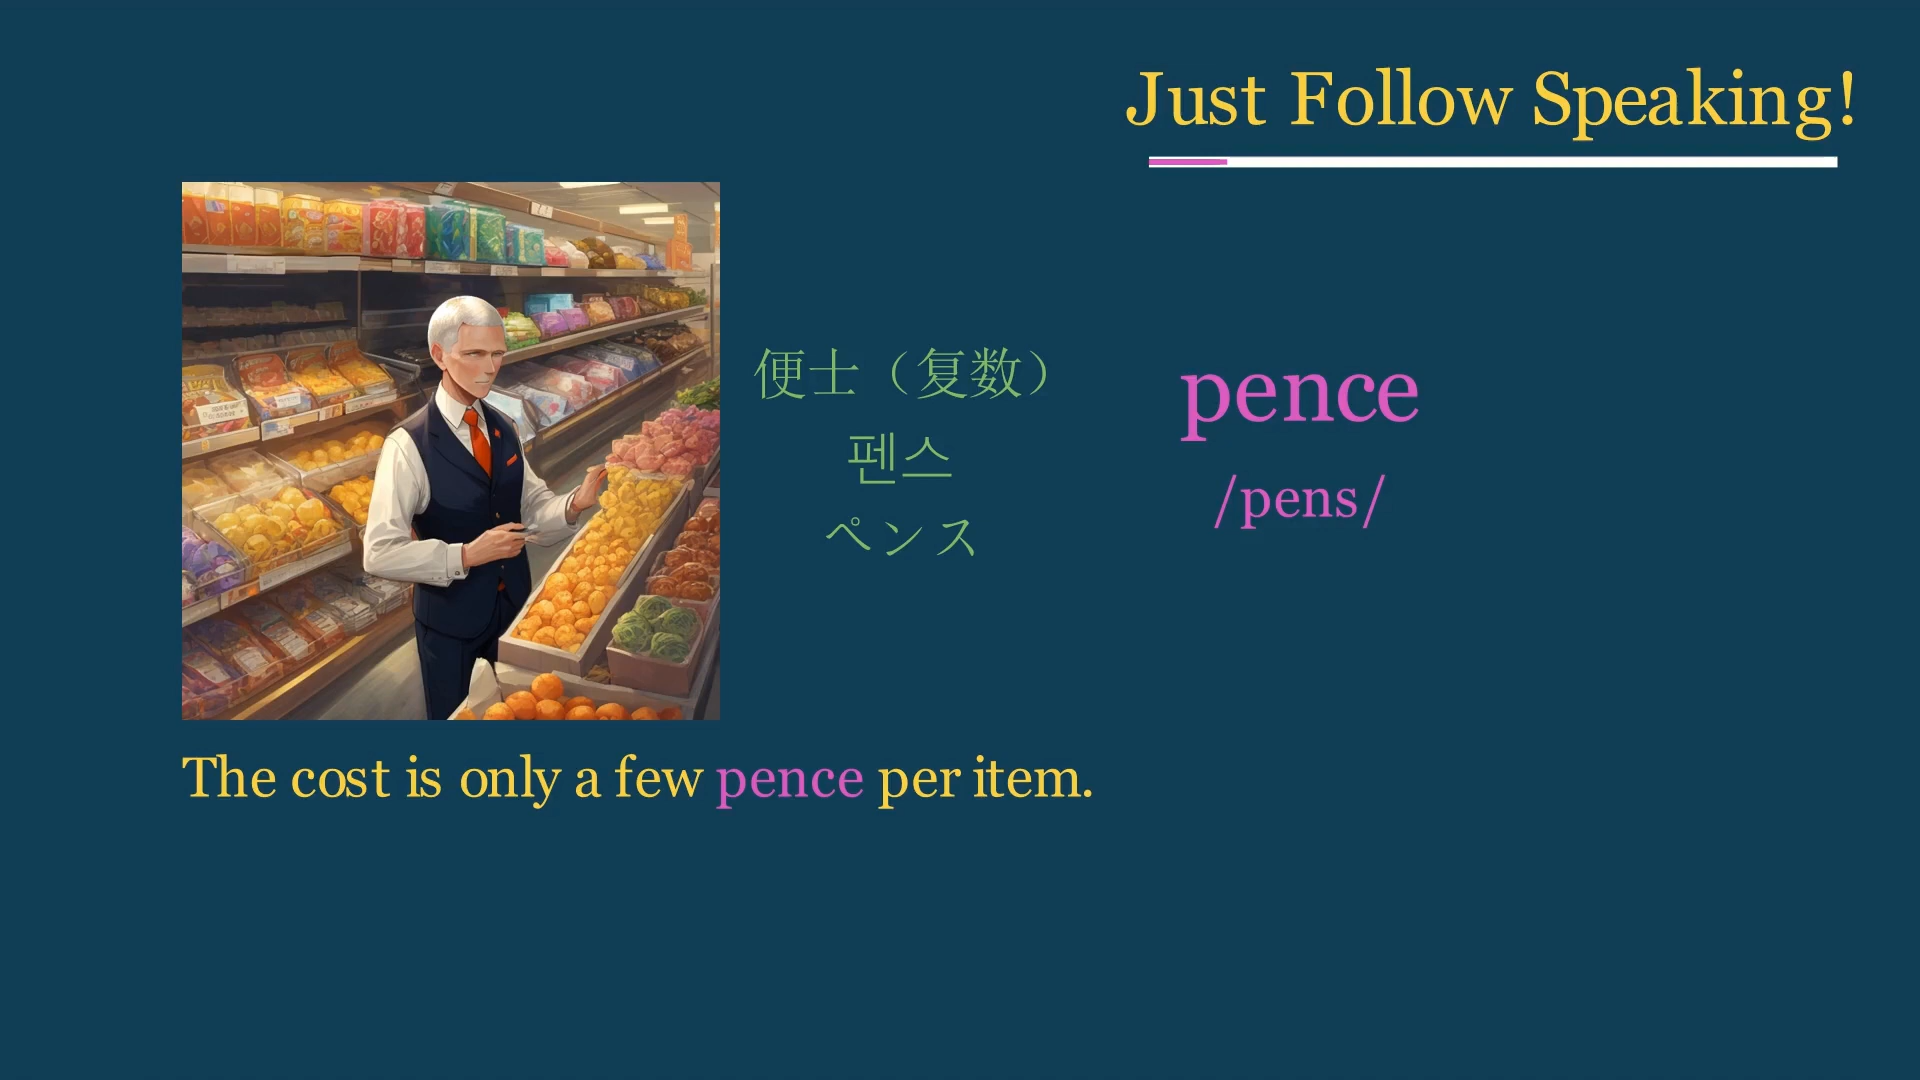 Just Follow Speaking!
便士（复数）
펜스
ペンス
pence
/pens/
The cost is only a few pence per item.